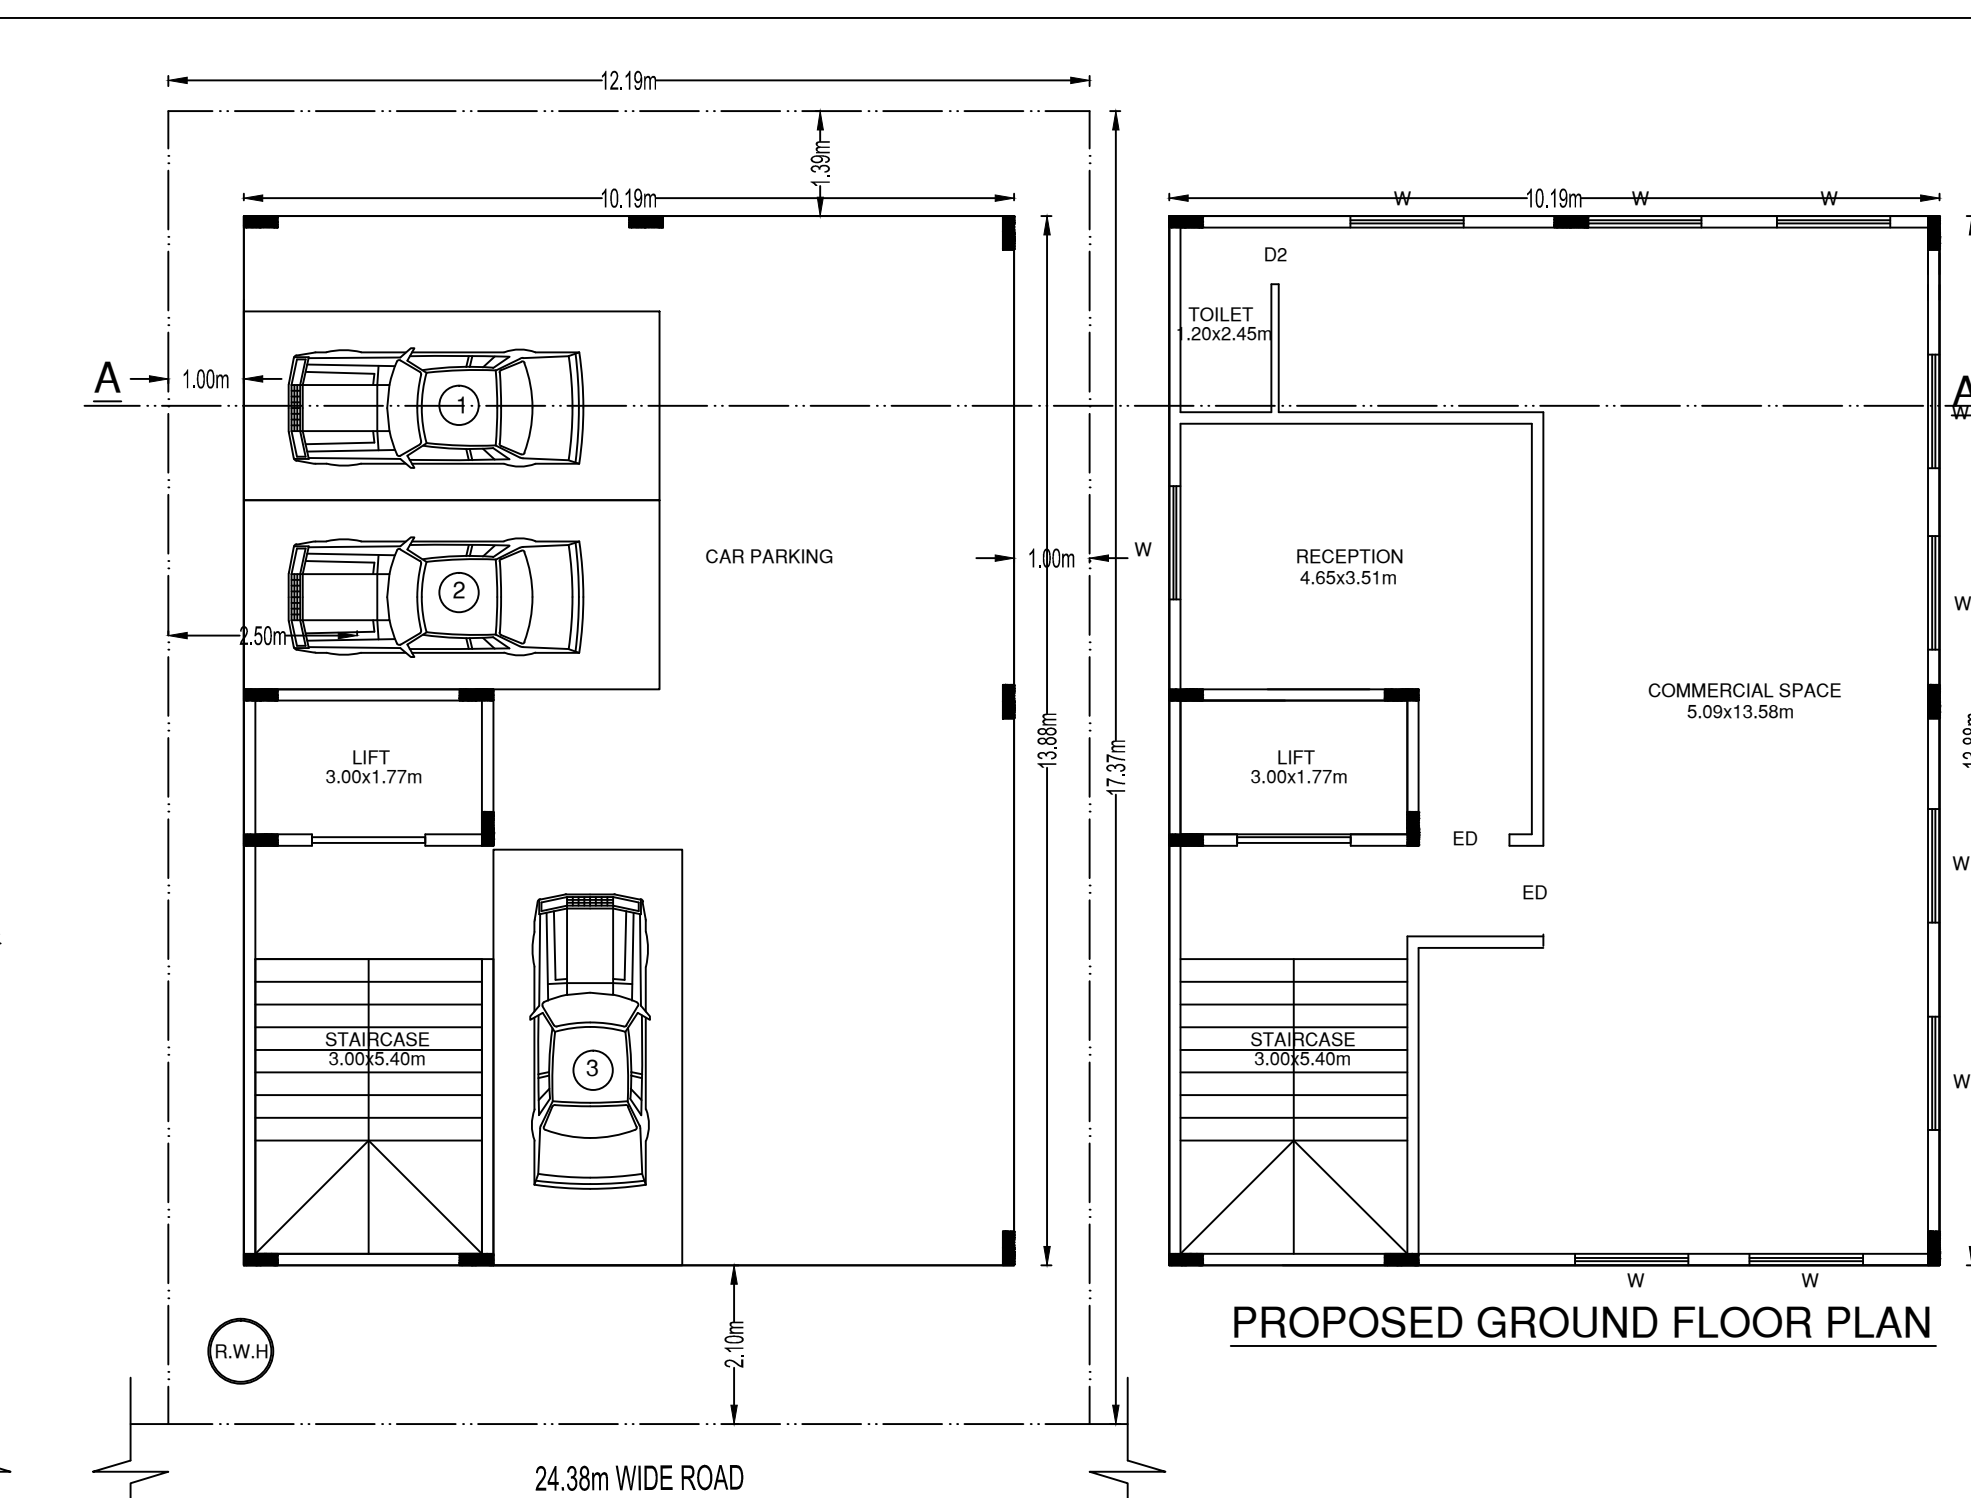 12.19m
1.39m
10.19m
A
1.00m
1
2
2.50m
CAR PARKING
1.00m
13.88m
17.37m
LIFT
3.00x1.77m
STAIRCASE
3.00x5.40m
3
2.10m
R.W.H
24.38m WIDE ROAD
W
10.19m
W
W
D2
TOILET
1.20x2.45m
A
W
W
RECEPTION
4.65x3.51m
W
COMMERCIAL SPACE
5.09x13.58m
LIFT
3.00x1.77m
ED
W
ED
STAIRCASE
3.00x5.40m
W
W
W
PROPOSED GROUND FLOOR PLAN